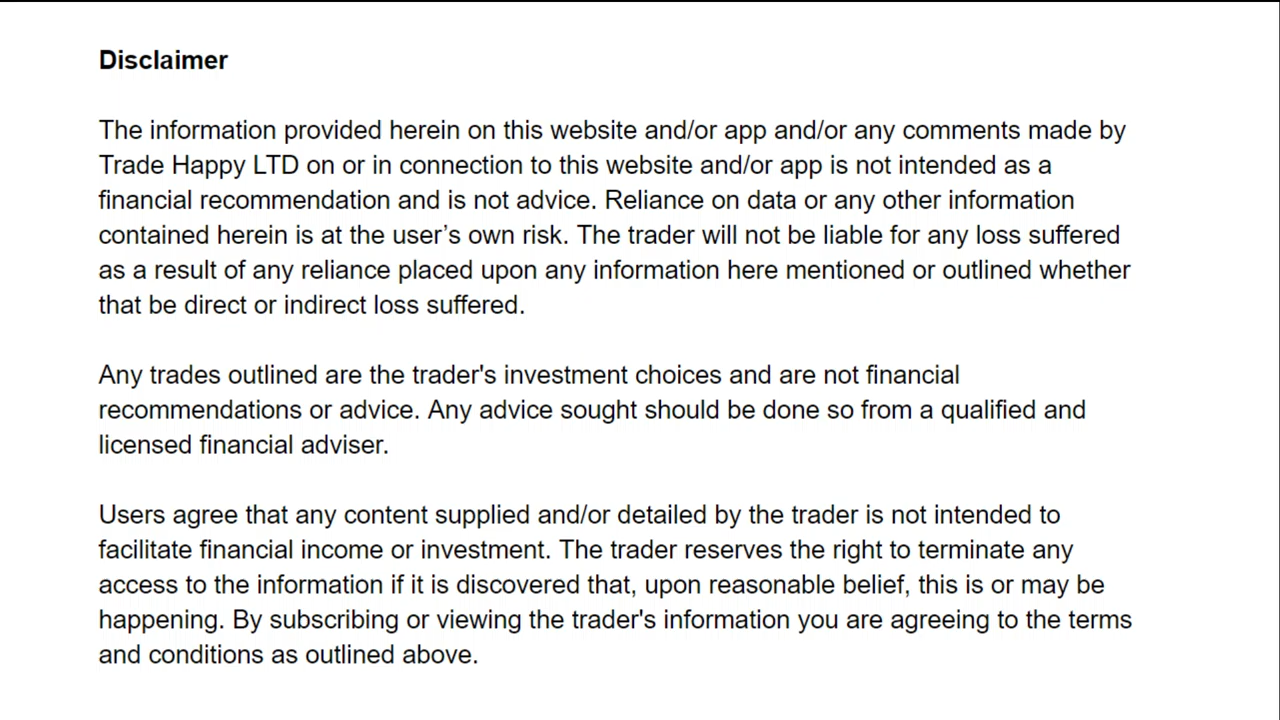 Disclaimer
The information provided herein on this website and/or app and/or any comments made by
Trade Happy LTD on or in connection to this website and/or app is not intended as a
financial recommendation and is not advice. Reliance on data or any other information
contained herein is at the user’s own risk. The trader will not be liable for any loss suffered
as a result of any reliance placed upon any information here mentioned or outlined whether
that be direct or indirect loss suffered.
Any trades outlined are the trader's investment choices and are not financial
recommendations or advice. Any advice sought should be done so from a qualified and
licensed financial adviser.
Users agree that any content supplied and/or detailed by the trader is not intended to
facilitate financial income or investment. The trader reserves the right to terminate any
access to the information if it is discovered that, upon reasonable belief, this is or may be
happening. By subscribing or viewing the trader's information you are agreeing to the terms
and conditions as outlined above.